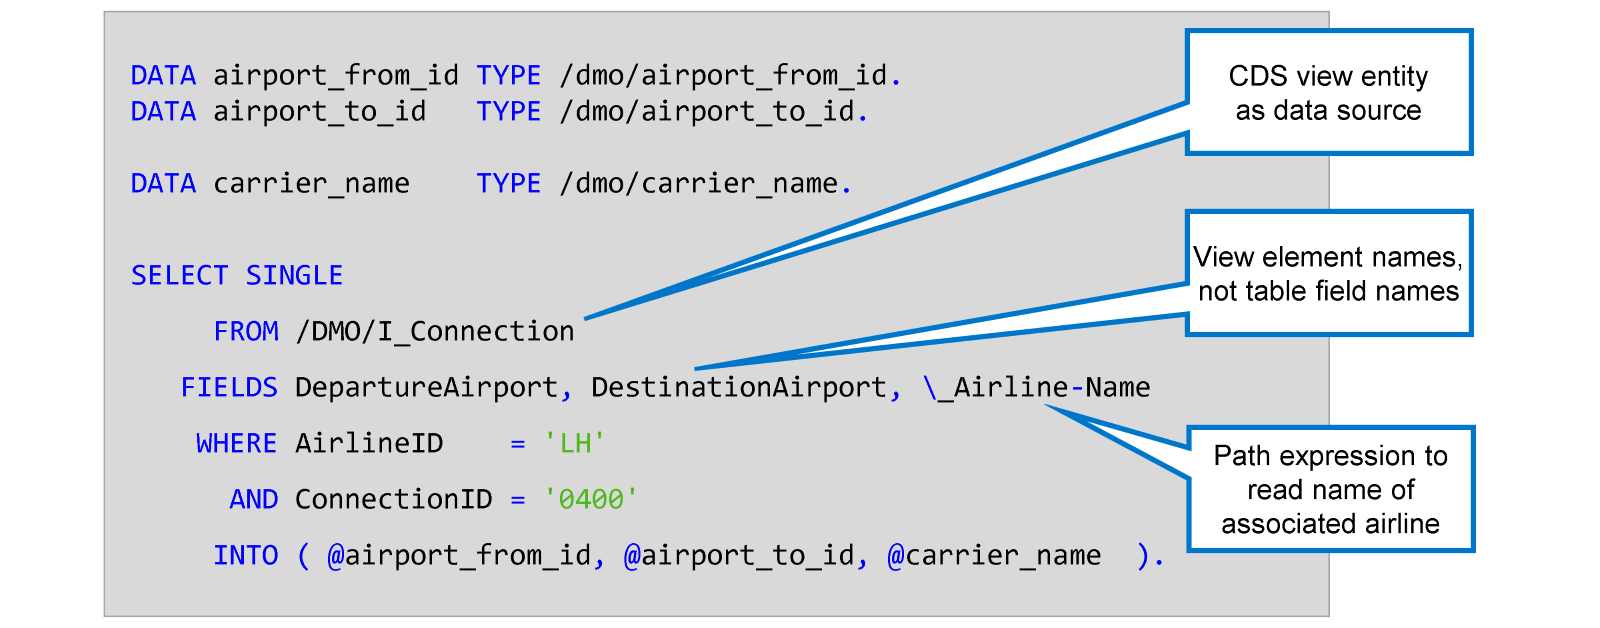 DATA airport_from_id TYPE /dmo/airport_from_id.
DATA airport_to_id TYPE /dmo/airport_to_id.
DATA carrier_name TYPE /dmo/carrier_name.
SELECT SINGLE
FROM /DMO/I_Connection
FIELDS DepartureAirport, DestinationAirport, \_Airline-Name
WHERE AirlineID = 'LH'
AND ConnectionID = '0400'
INTO ( @airport_from_id, @airport_to_id, @carrier_name ).
CDS view entity
as data source
View element names,
not table field names
Path expression to
read name of
associated airline